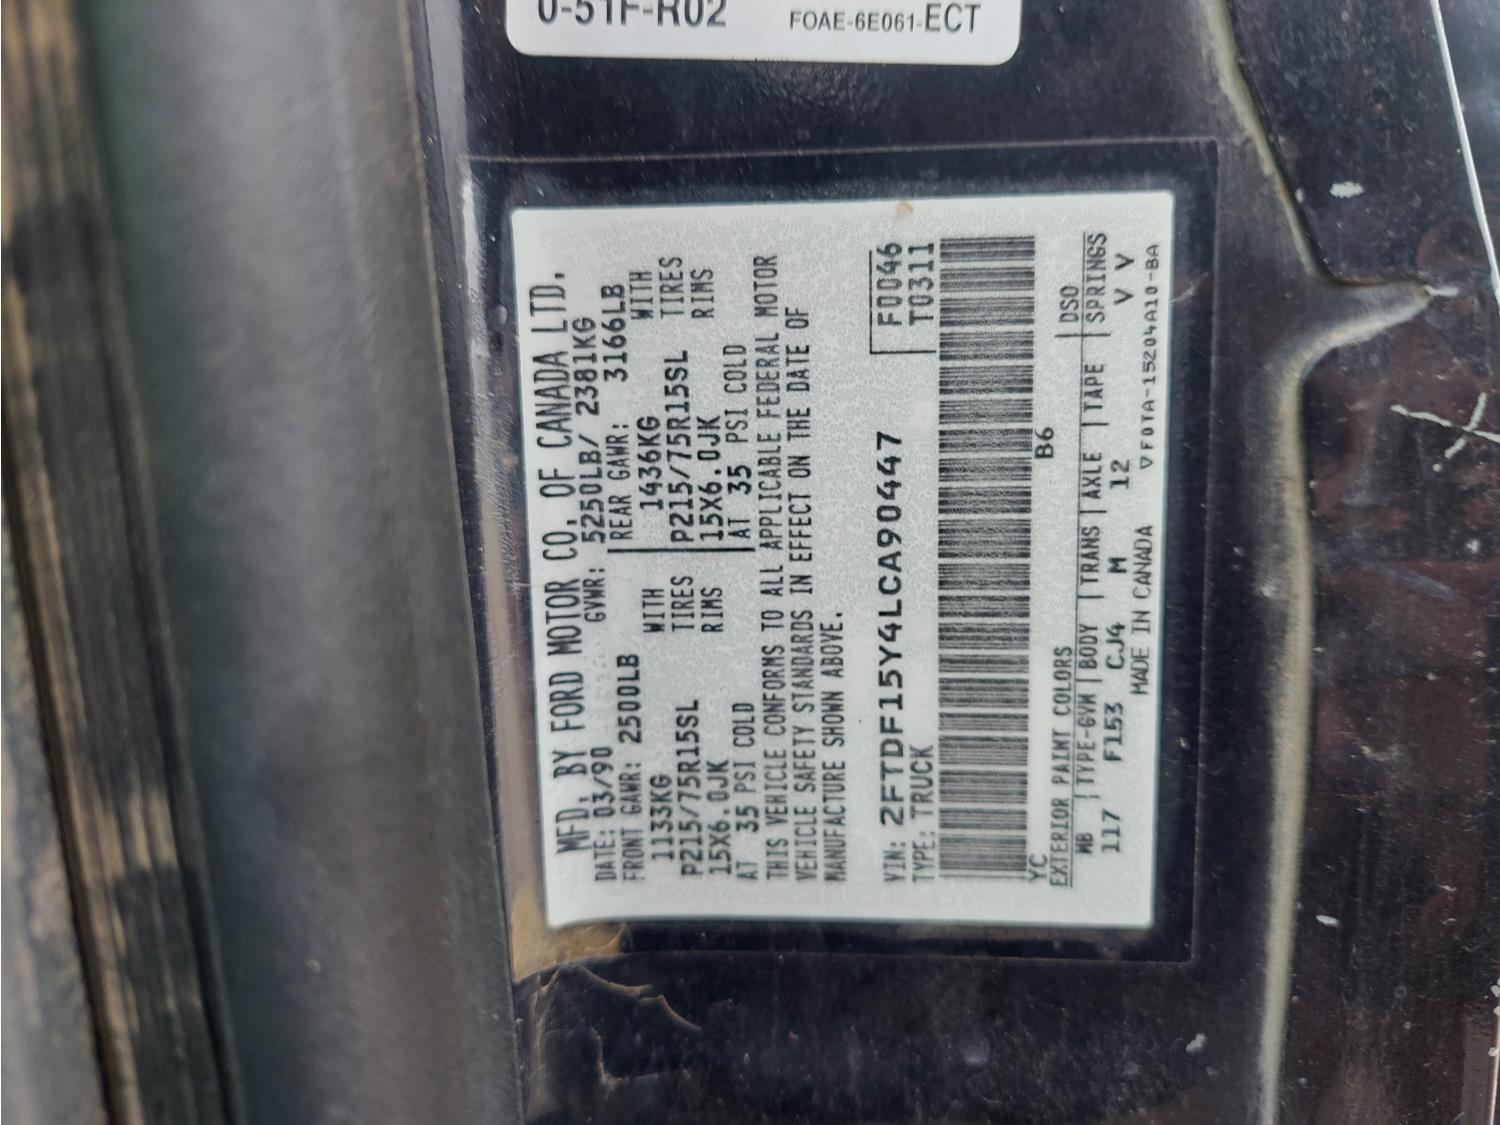 0-51F-R02 FOAE-6E061-ECT
MFD. BY FORD MOTOR CO. OF CANADA LTD.
DATE: 03/90 GVWR: 5250LB/ 2381KG
FRONT GAWR: 2500LB REAR GAWR: 3166LB
1133KG WITH 1436KG WITH
P215/75R15SL TIRES P215/75R15SL TIRES
15X6.0JK RIMS 15X6.0JK RIMS
AT 35 PSI COLD AT 35 PSI COLD
THIS VEHICLE CONFORMS TO ALL APPLICABLE FEDERAL MOTOR
VEHICLE SAFETY STANDARDS IN EFFECT ON THE DATE OF
MANUFACTURE SHOWN ABOVE.
VIN: 2FTDF15Y4LCA90447 F0046
TYPE: TRUCK T0311
YC B6
EXTERIOR PAINT COLORS DSO
WB TYPE-GVM BODY TRANS AXLE TAPE SPRINGS
117 F153 CJ4 M 12 V V
MADE IN CANADA ▽F0TA-15204A10-BA